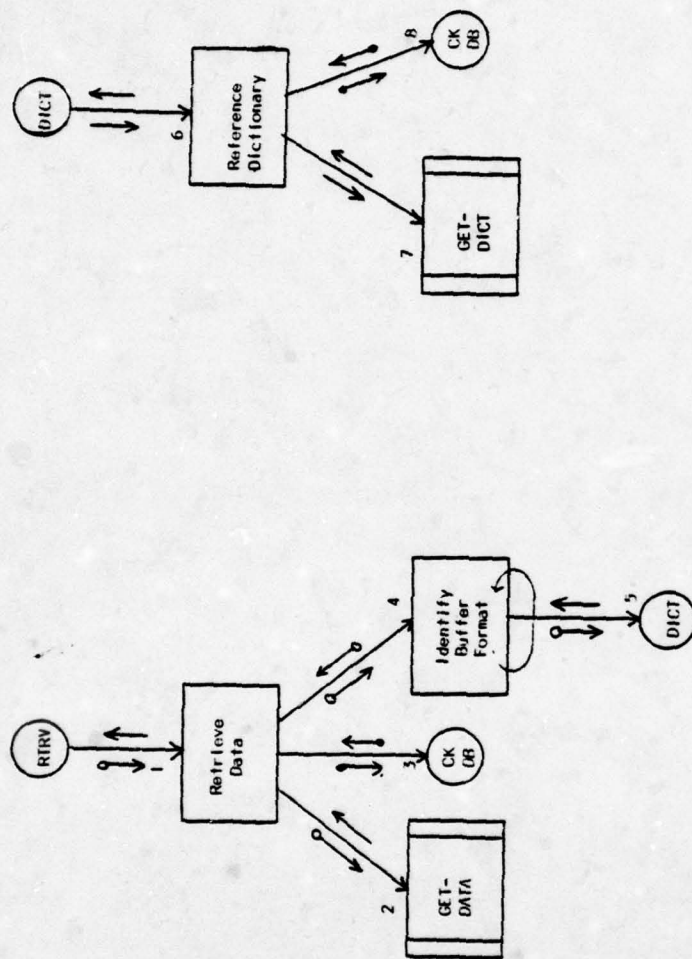 RTRV
1
Retrieve
Data
2
GET-
DATA
3
CK
DB
4
Identify
Buffer
Format
5
DICT
DICT
6
Reference
Dictionary
7
GET-
DICT
8
CK
DB